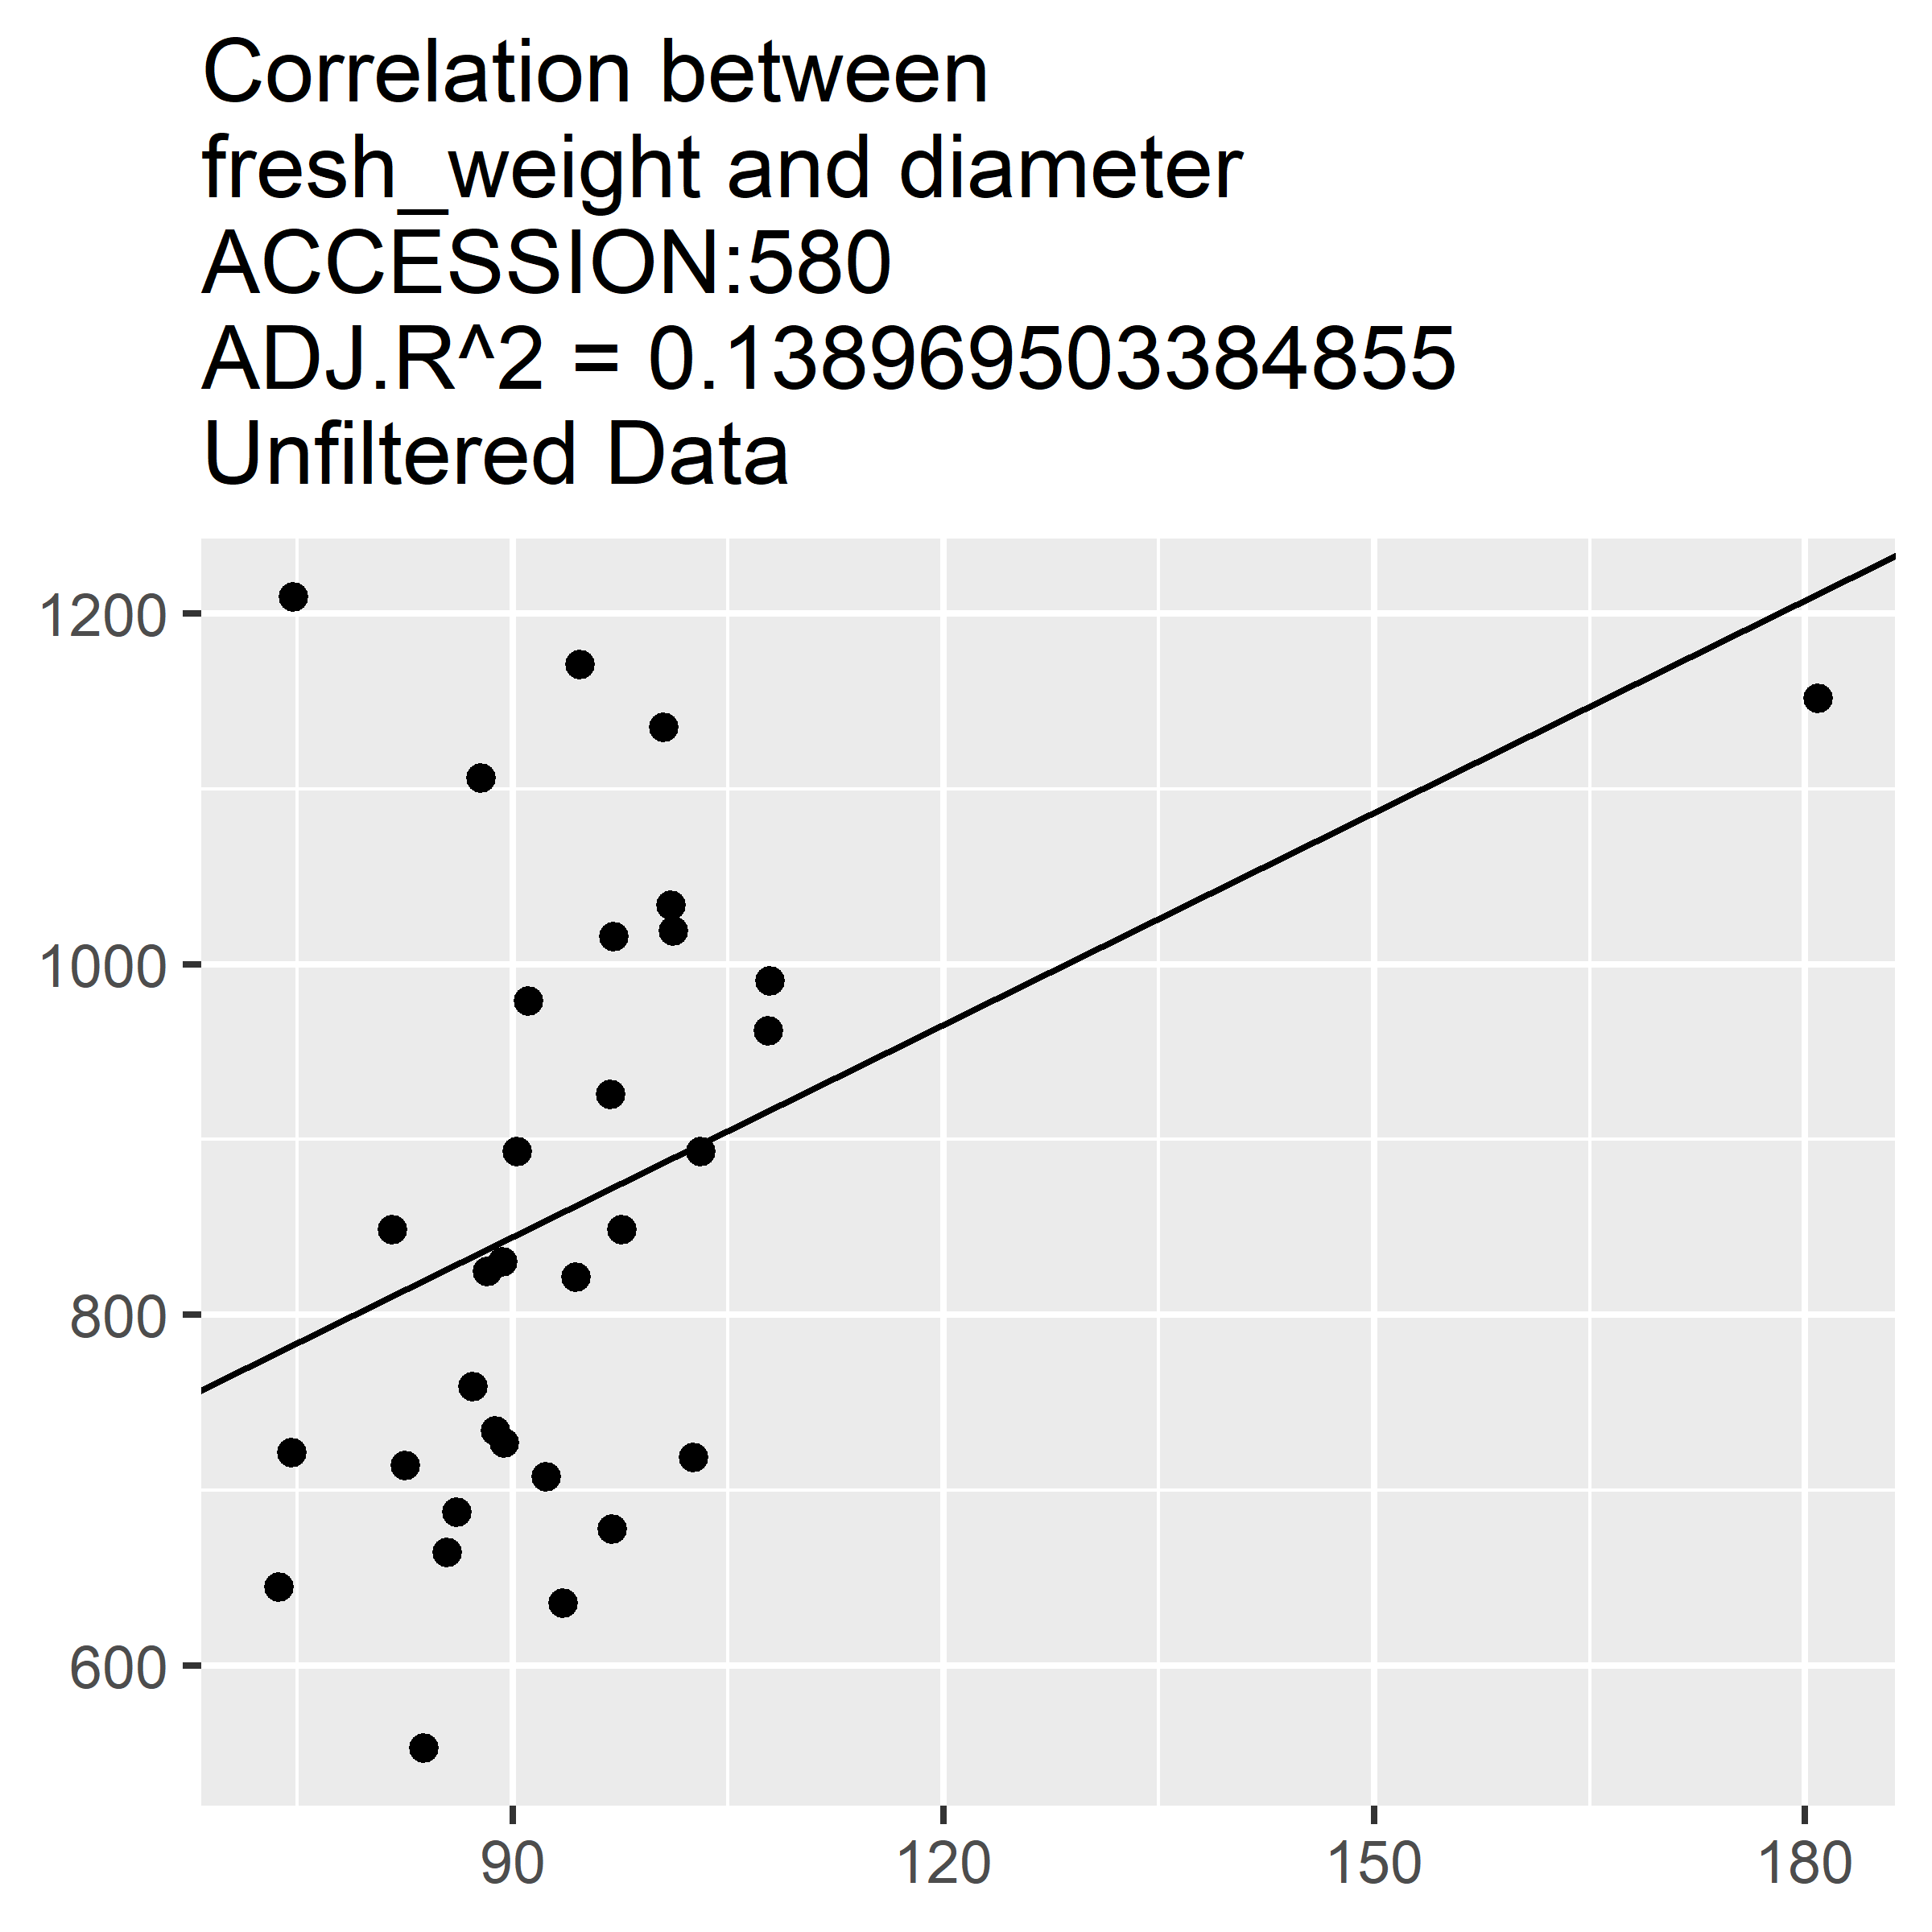 Correlation between
fresh_weight and diameter
ACCESSION:580
ADJ.R^2 = 0.138969503384855
Unfiltered Data
1200
1000
800
600
90 120 150 180